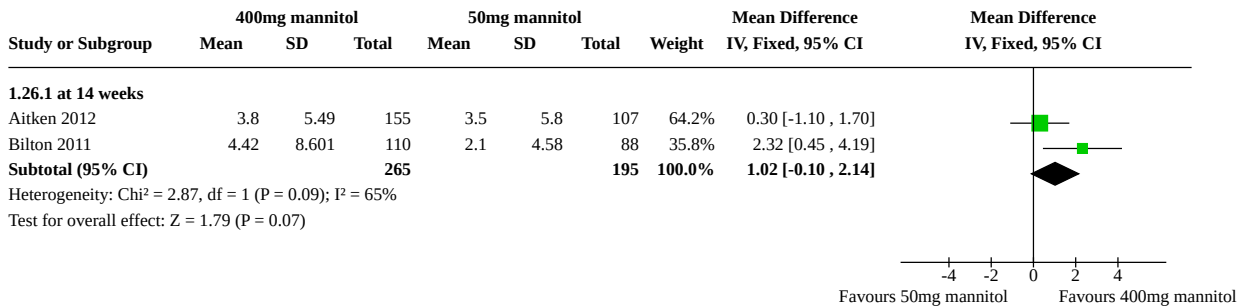 400mg mannitol 50mg mannitol Mean Difference Mean Difference
Study or Subgroup Mean SD Total Mean SD Total Weight IV, Fixed, 95% CI IV, Fixed, 95% CI
1.26.1 at 14 weeks
Aitken 2012 3.8 5.49 155 3.5 5.8 107 64.2% 0.30 [-1.10 , 1.70]
Bilton 2011 4.42 8.601 110 2.1 4.58 88 35.8% 2.32 [0.45 , 4.19]
Subtotal (95% CI) 265 195 100.0% 1.02 [-0.10 , 2.14]
Heterogeneity: Chi² = 2.87, df = 1 (P = 0.09); I² = 65%
Test for overall effect: Z = 1.79 (P = 0.07)
-4 -2 0 2 4
Favours 50mg mannitol Favours 400mg mannitol